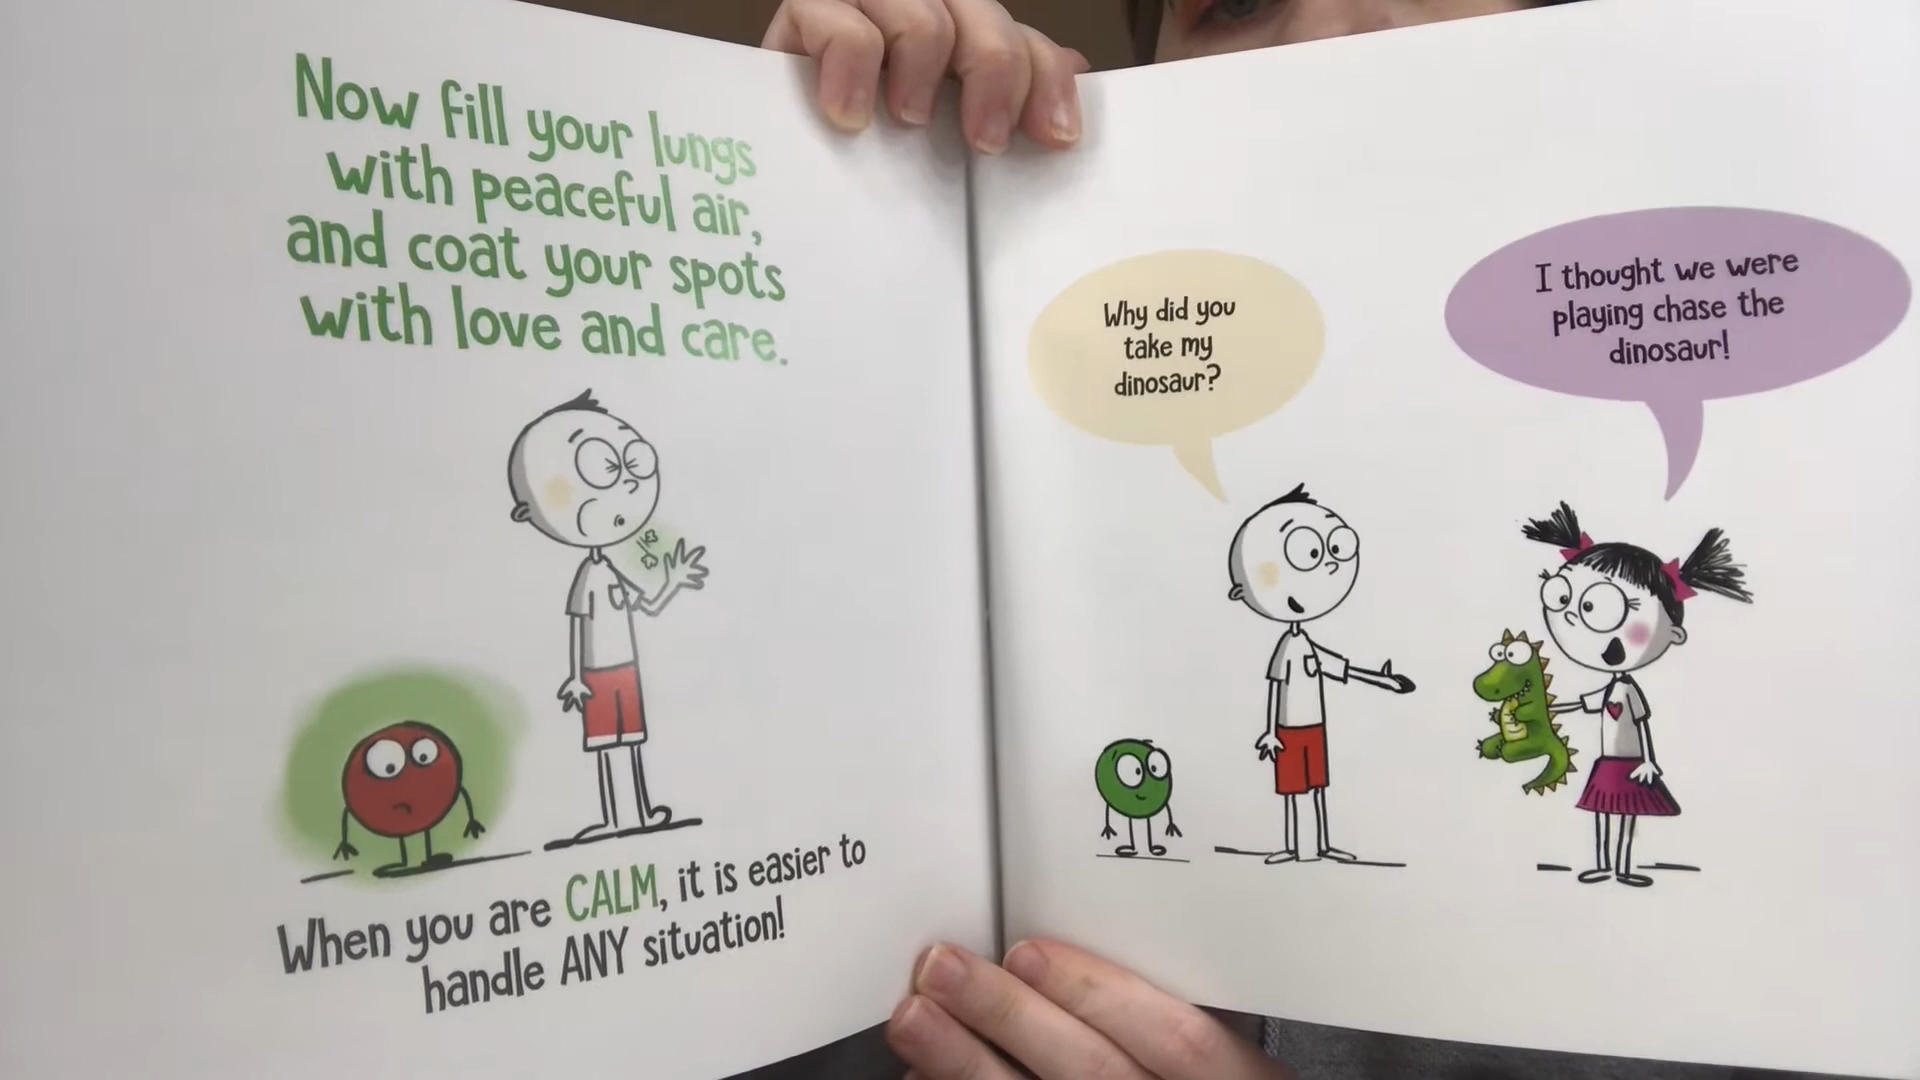 Now fill your lungs
with peaceful air,
and coat your spots
with love and care.
When you are CALM, it is easier to
handle ANY situation!
Why did you
take my
dinosaur?
I thought we were
playing chase the
dinosaur!